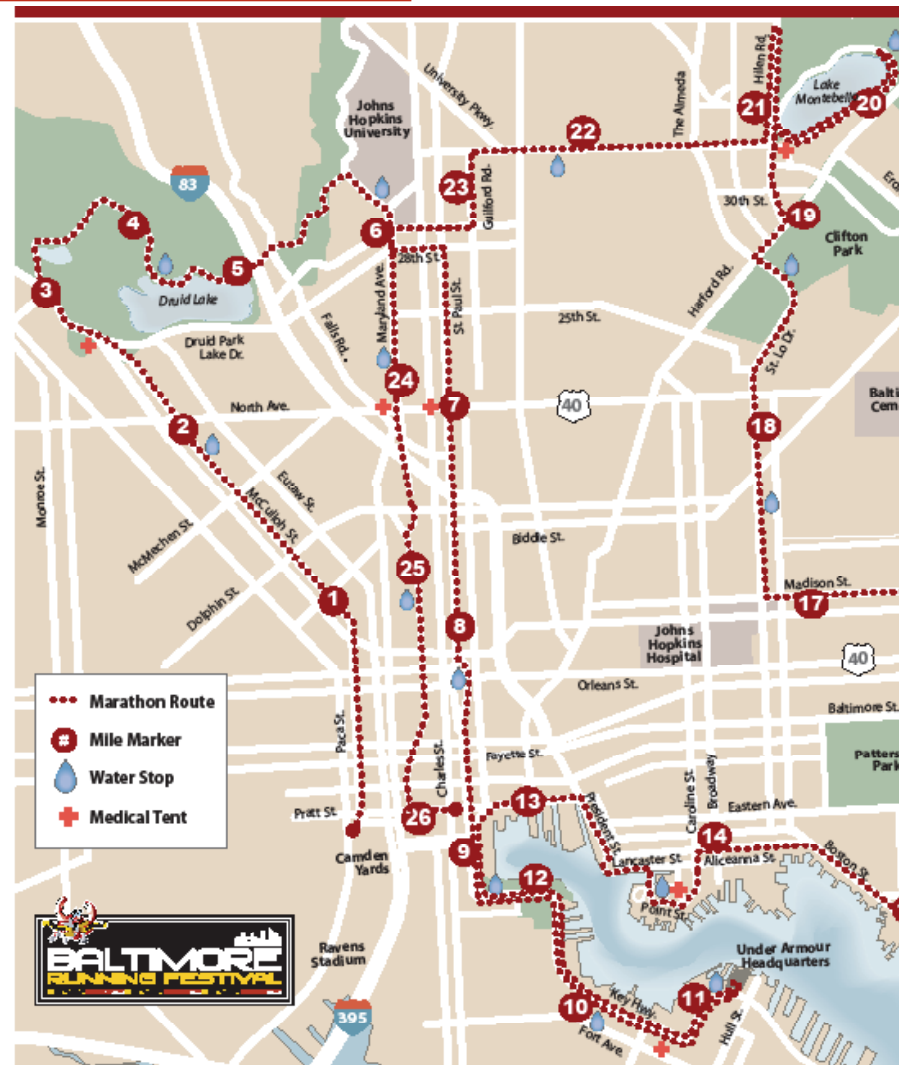 University Pkwy.
Johns
Hopkins
University
The Almeda
Hillen Rd.
21
Lake
Montebell
20
22
83
23
Guilford Rd.
30th St.
19
4
6
28th St.
Clifton
Park
5
3
Druid Lake
Maryland Ave.
St. Paul St.
Harford Rd.
Falls Rd.
25th St.
Druid Park
Lake Dr.
St. Lo Dr.
24
7
North Ave.
40
Balti
Cem
2
18
Monroe St.
Eutaw St.
McCulloh St.
McMechen St.
Biddle St.
25
Dolphin St.
1
Madison St.
17
8
Johns
Hopkins
Hospital
40
Orleans St.
Marathon Route
# Mile Marker
Water Stop
Medical Tent
Paca St.
Baltimore St.
Charles St.
Fayette St.
Patters
Park
Pratt St.
26
13
President St.
Caroline St.
Broadway
Eastern Ave.
9
14
Camden
Yards
Lancaster St.
Aliceanna St.
Boston St.
12
Point St.
BALTIMORE
RUNNING FESTIVAL
Ravens
Stadium
Under Armour
Headquarters
395
10
Key Hwy.
11
Fort Ave.
Hull St.